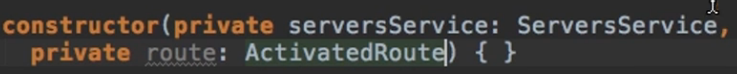 constructor(private serversService: ServersService,
private route: ActivatedRoute) { }